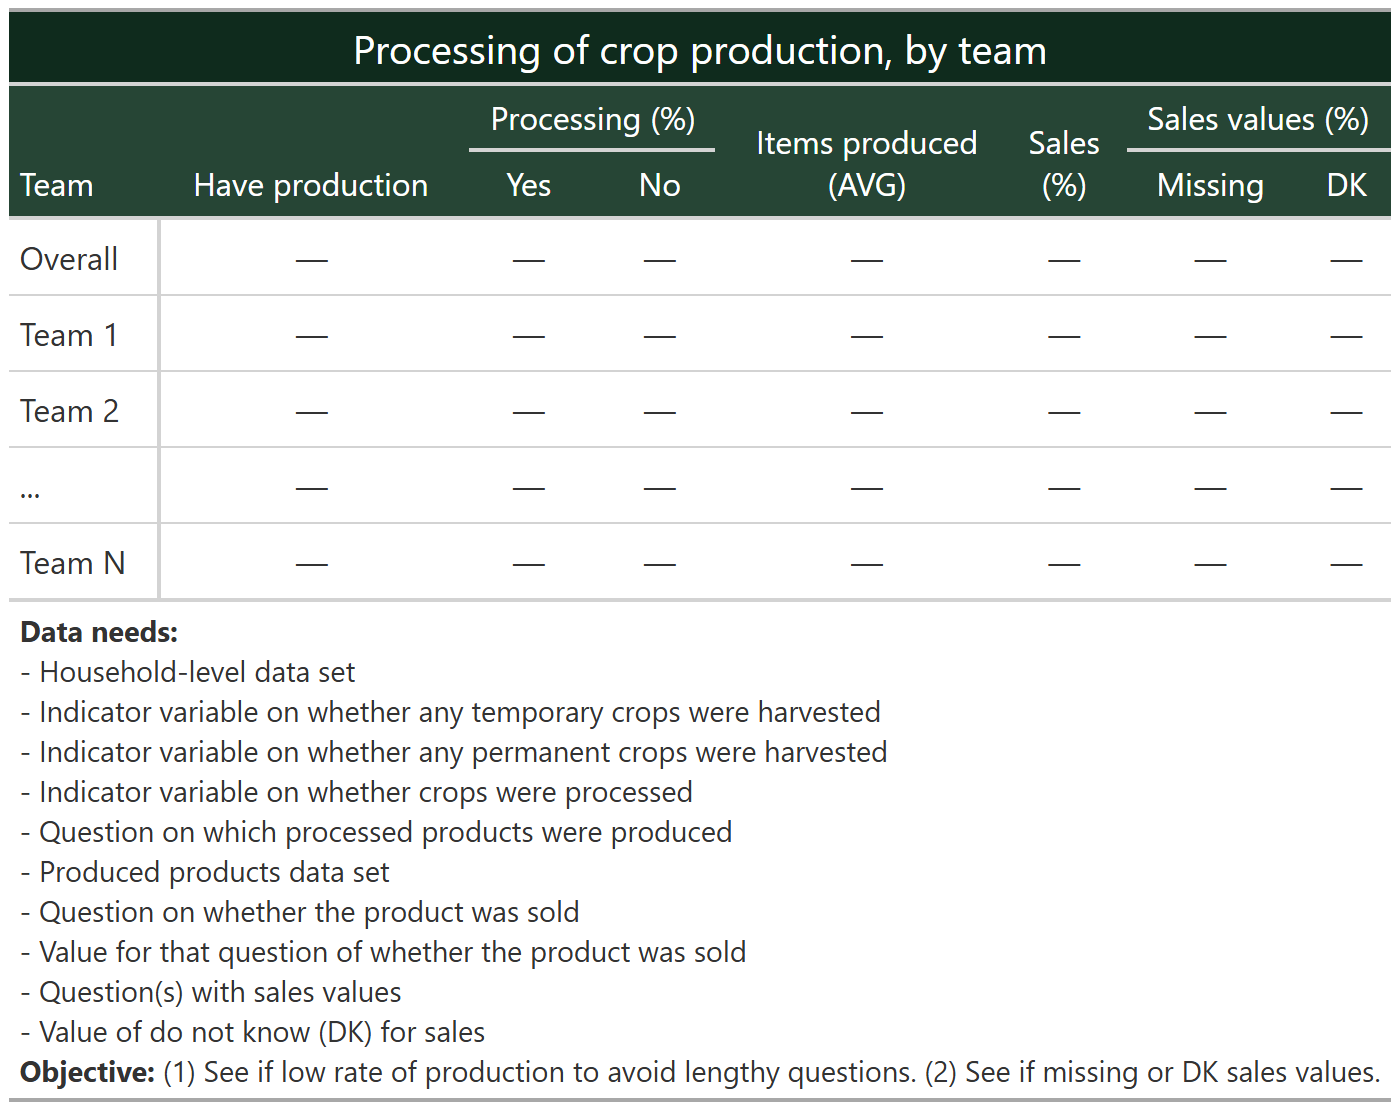 Processing of crop production, by team
Processing (%) Sales values (%)
Items produced Sales
Team Have production Yes No (AVG) (%) Missing DK
Overall — — — — — — —
Team 1 — — — — — — —
Team 2 — — — — — — —
... — — — — — — —
Team N — — — — — — —
Data needs:
- Household-level data set
- Indicator variable on whether any temporary crops were harvested
- Indicator variable on whether any permanent crops were harvested
- Indicator variable on whether crops were processed
- Question on which processed products were produced
- Produced products data set
- Question on whether the product was sold
- Value for that question of whether the product was sold
- Question(s) with sales values
- Value of do not know (DK) for sales
Objective: (1) See if low rate of production to avoid lengthy questions. (2) See if missing or DK sales values.